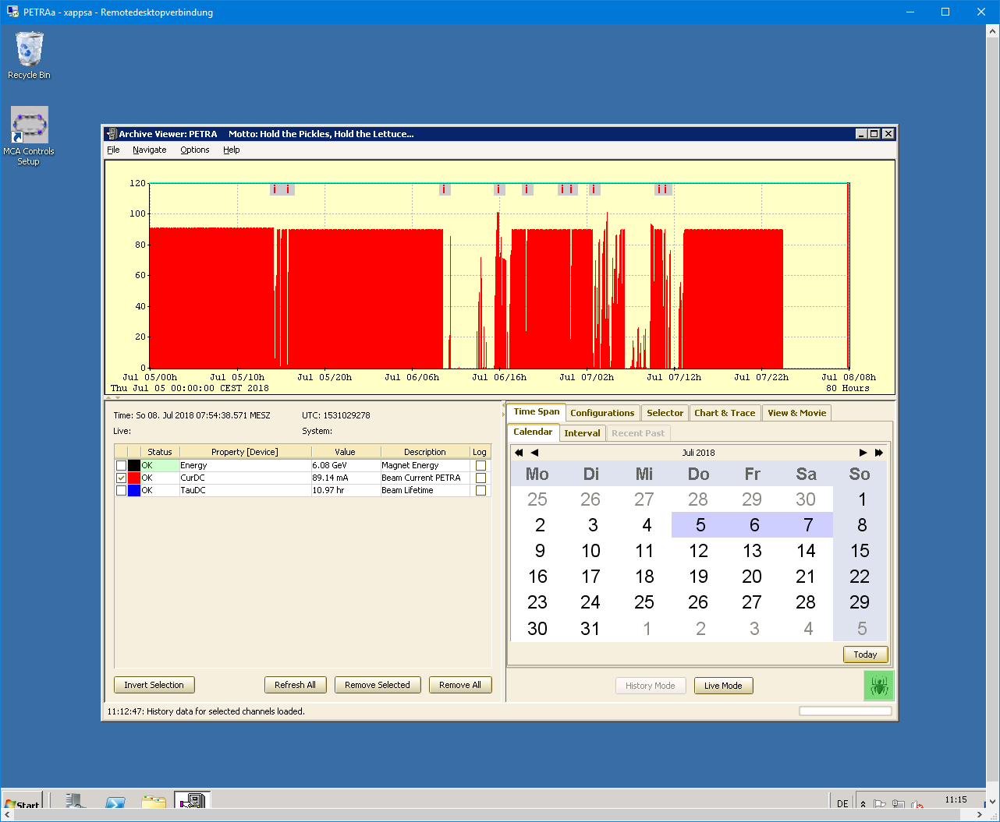 PETRAa - xappsa - Remotedesktopverbindung
Recycle Bin
MCA Controls
Setup
Archive Viewer: PETRA Motto: Hold the Pickles, Hold the Lettuce...
File Navigate Options Help
120
100
80
60
40
20
0
i i i i i i i i i i
Jul 05/00h Jul 05/10h Jul 05/20h Jul 06/06h Jul 06/16h Jul 07/02h Jul 07/12h Jul 07/22h Jul 08/08h
Thu Jul 05 00:00:00 CEST 2018 80 Hours
Time: So 08. Jul 2018 07:54:38.571 MESZ UTC: 1531029278
Live: System:
Status Property [Device] Value Description Log
OK Energy 6.08 GeV Magnet Energy
OK CurDC 89.14 mA Beam Current PETRA
OK TauDC 10.97 hr Beam Lifetime
Invert Selection Refresh All Remove Selected Remove All
Time Span Configurations Selector Chart & Trace View & Movie
Calendar Interval Recent Past
Juli 2018
Mo Di Mi Do Fr Sa So
25 26 27 28 29 30 1
2 3 4 5 6 7 8
9 10 11 12 13 14 15
16 17 18 19 20 21 22
23 24 25 26 27 28 29
30 31 1 2 3 4 5
Today
History Mode Live Mode
11:12:47: History data for selected channels loaded.
Start DE 11:15